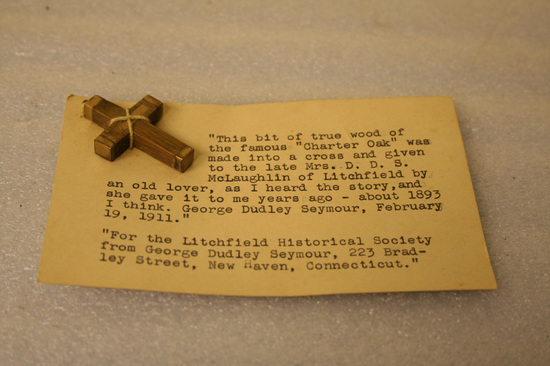 "This bit of true wood of
the famous "Charter Oak" was
made into a cross and given
to the late Mrs. D. D. S.
McLaughlin of Litchfield by
an old lover, as I heard the story,and
she gave it to me years ago - about 1893
I think. George Dudley Seymour, February
19, 1911."
"For the Litchfield Historical Society
from George Dudley Seymour, 223 Brad-
ley Street, New Haven, Connecticut."